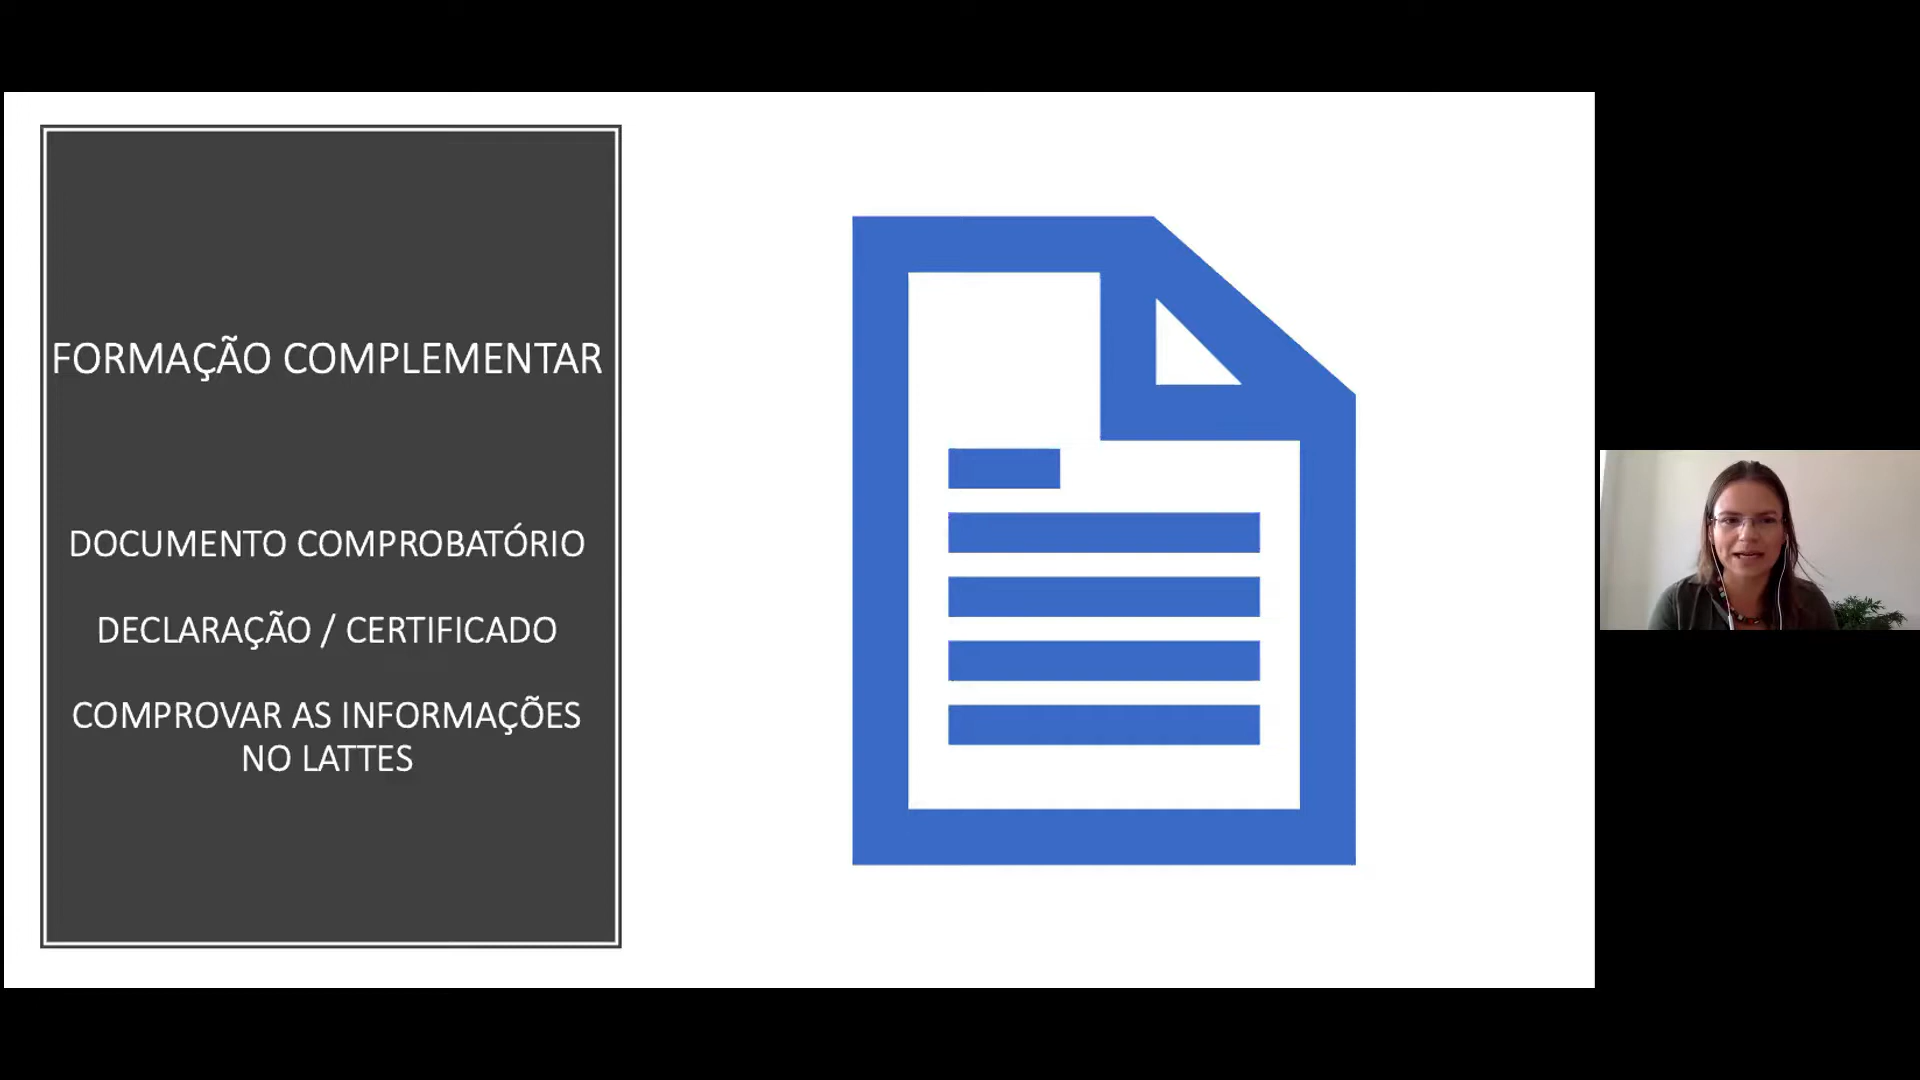 FORMAÇÃO COMPLEMENTAR
DOCUMENTO COMPROBATÓRIO
DECLARAÇÃO / CERTIFICADO
COMPROVAR AS INFORMAÇÕES
NO LATTES